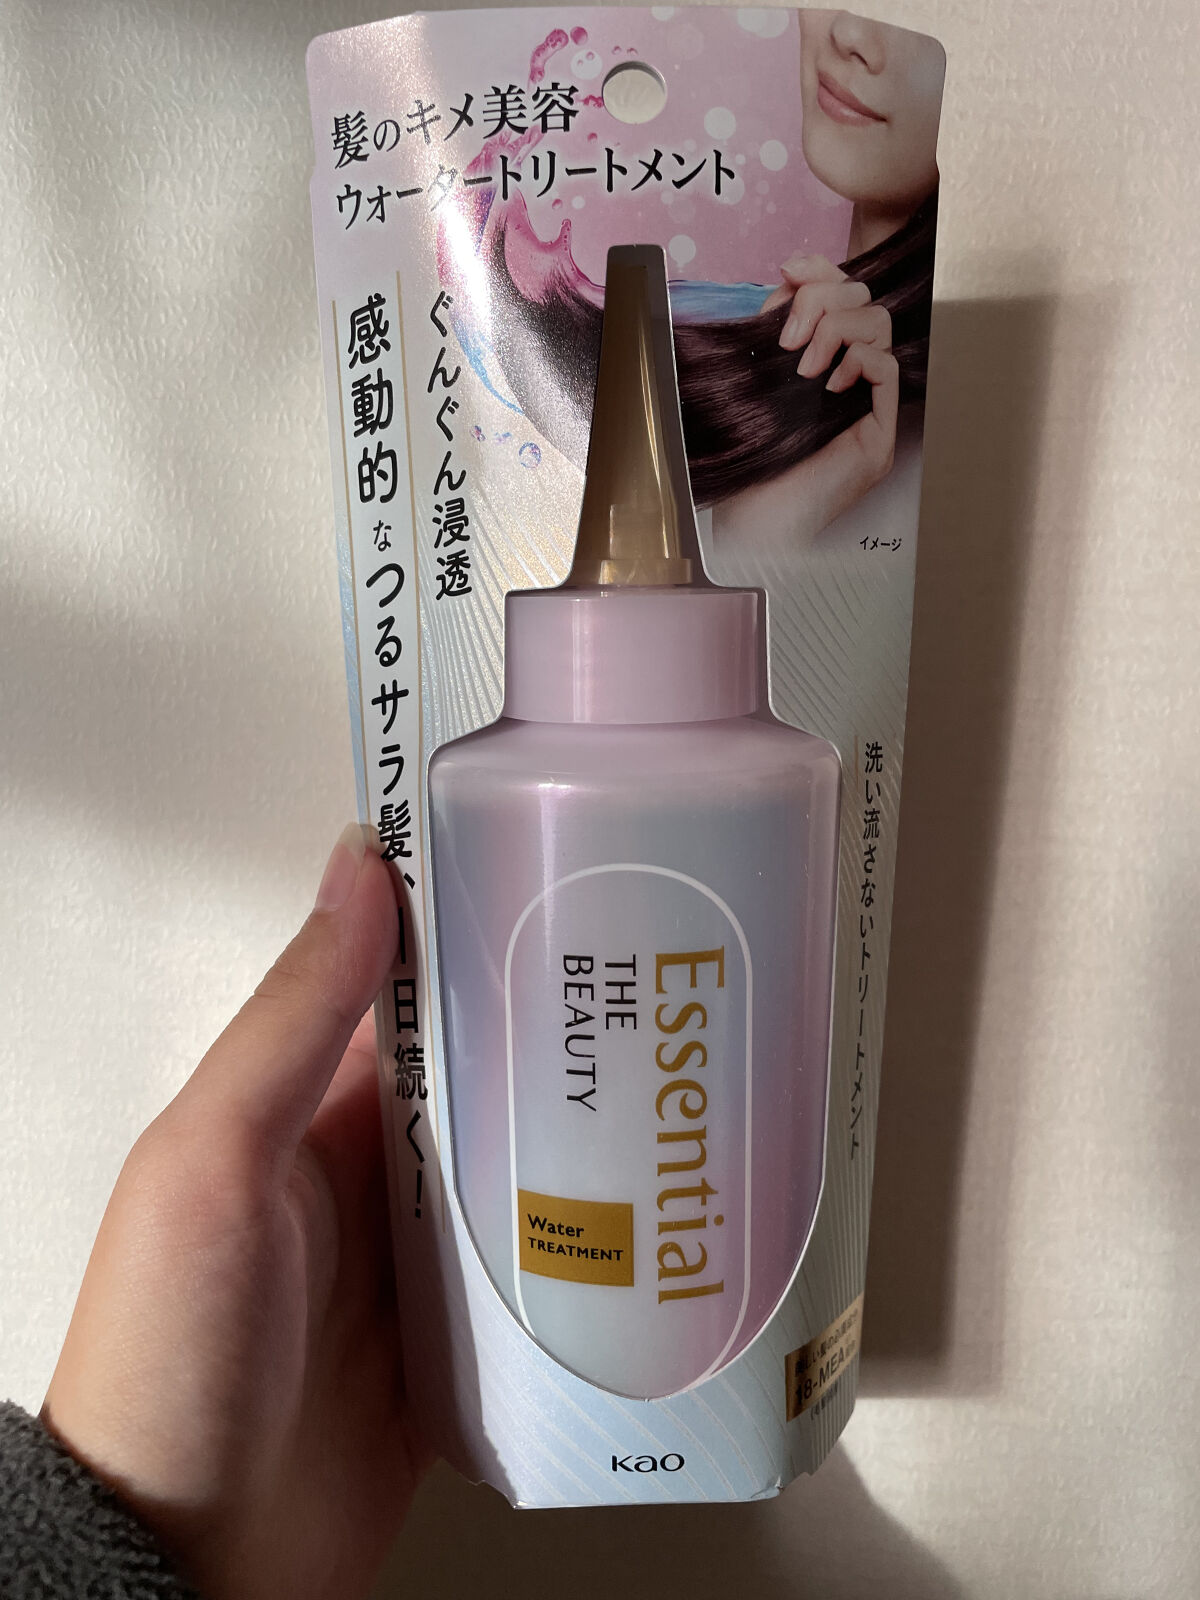 髪のキメ美容
ウォータートリートメント
ぐんぐん浸透
感動的なつるサラ髪、一日続く!
イメージ
洗い流さないトリートメント
Essential
THE
BEAUTY
Water
TREATMENT
18-MEA
Kao